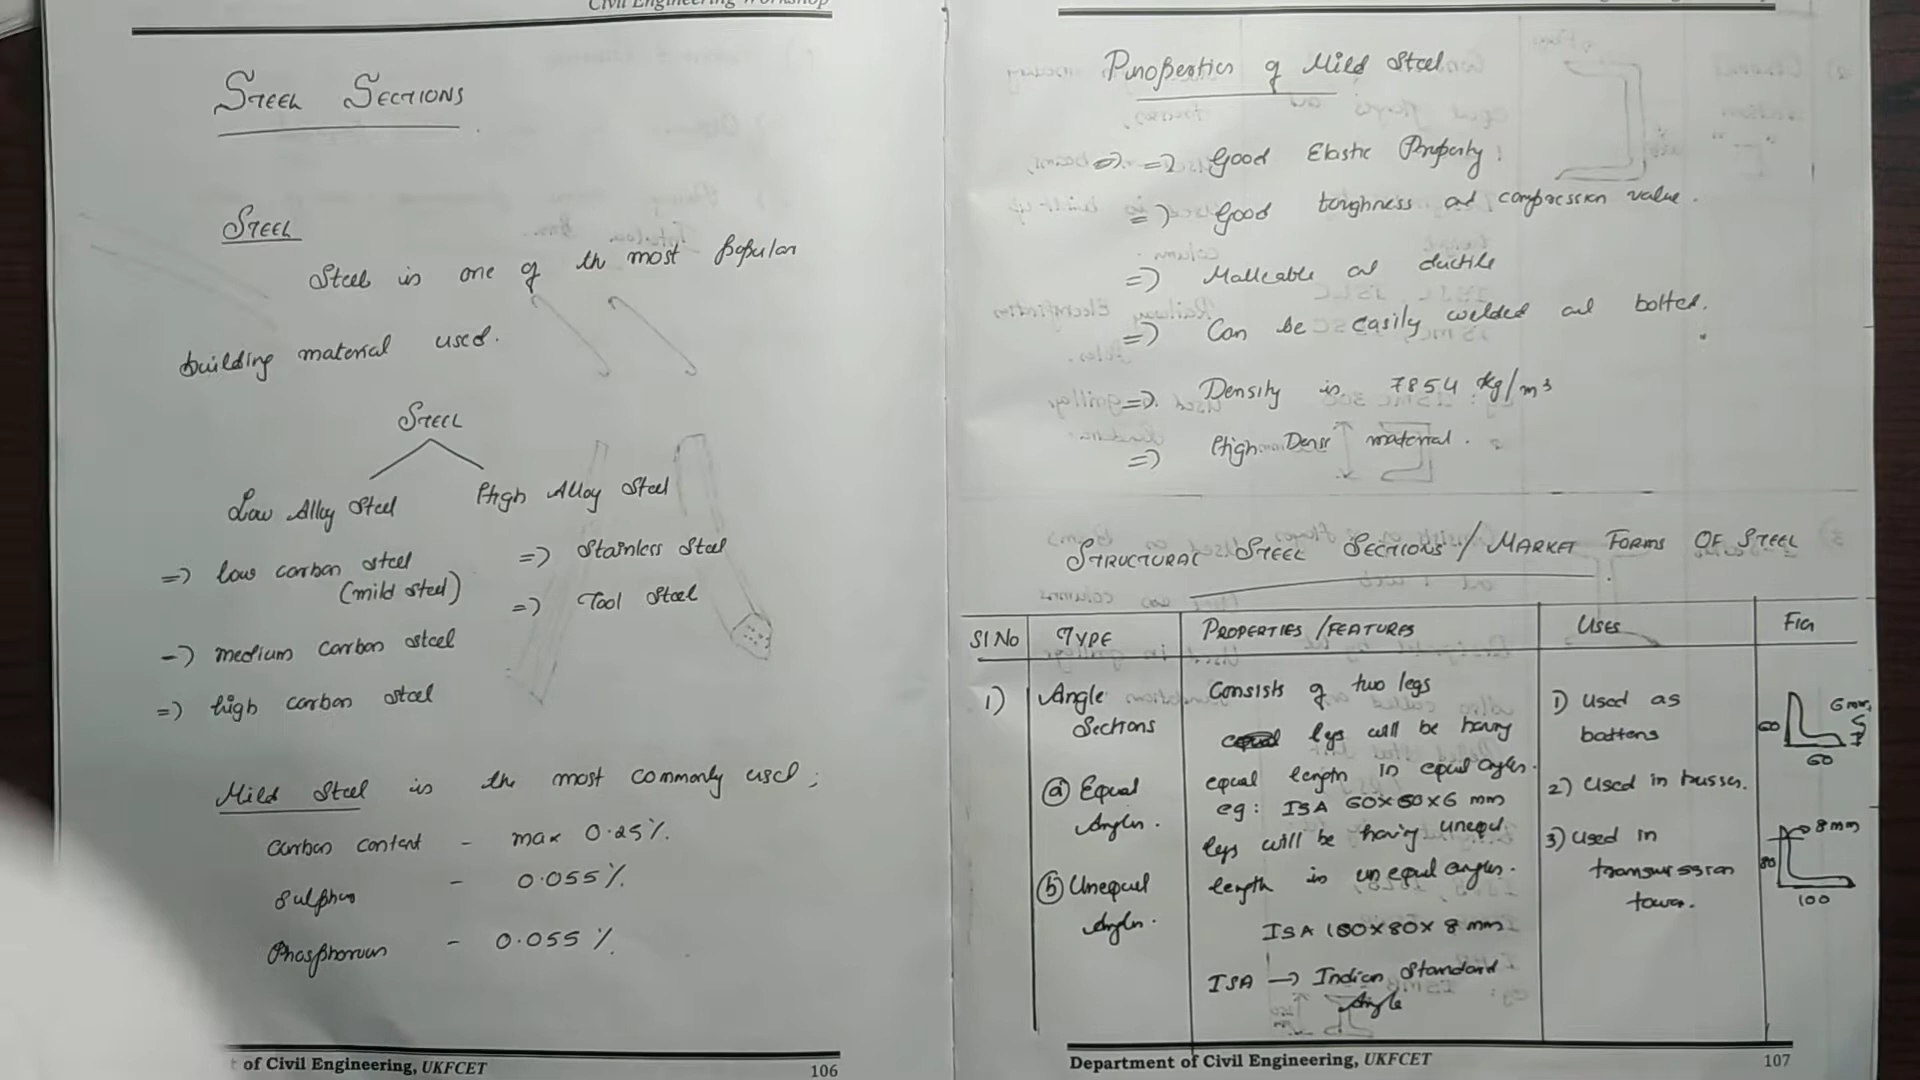 Civil Engineering Workshop
STEEL SECTIONS
STEEL
Steel is one of the most popular
building material used.
STEEL
Low Alloy Steel
High Alloy Steel
=> low carbon steel
(mild steel)
-> medium carbon steel
=> high carbon steel
=> Stainless Steel
=> Tool Steel
Mild Steel is the most commonly used;
Carbon content - max 0.25%.
Sulphur - 0.055%.
Phosphorus - 0.055%.
of Civil Engineering, UKFCET
106
Properties of Mild Steel
=> Good Elastic Property
=> Good toughness and compression value.
=> Malleable and ductile
=> Can be easily welded and bolted.
=> Density is 7854 kg/m³
=> High Dense material.
STRUCTURAL STEEL SECTIONS / MARKET FORMS OF STEEL
SI No TYPE PROPERTIES /FEATURES USES FIG
1) Angle Sections
(a) Equal Angles.
(b) Unequal Angles.
Consists of two legs
legs will be having
equal length in equal angles.
eg: ISA 60x60x6 mm
legs will be having unequal
length in unequal angles.
ISA 100x80x 8 mm
ISA -> Indian Standard
Angle
1) Used as
battens
2) Used in trusses.
3) Used in
transmission
tower.
60
6mm
60
8mm
80
100
Department of Civil Engineering, UKFCET
107